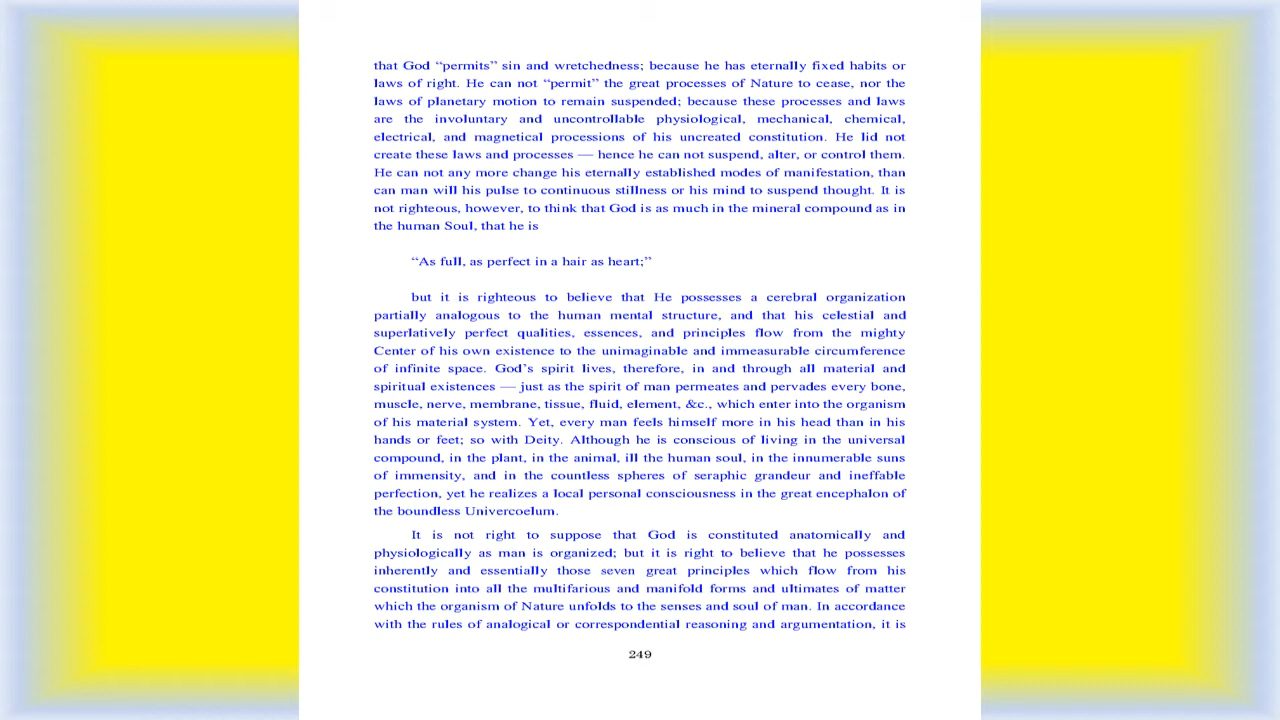 that God “permits” sin and wretchedness; because he has eternally fixed habits or
laws of right. He can not “permit” the great processes of Nature to cease, nor the
laws of planetary motion to remain suspended; because these processes and laws
are the involuntary and uncontrollable physiological, mechanical, chemical,
electrical, and magnetical processions of his uncreated constitution. He lid not
create these laws and processes — hence he can not suspend, alter, or control them.
He can not any more change his eternally established modes of manifestation, than
can man will his pulse to continuous stillness or his mind to suspend thought. It is
not righteous, however, to think that God is as much in the mineral compound as in
the human Soul, that he is
“As full, as perfect in a hair as heart;”
but it is righteous to believe that He possesses a cerebral organization
partially analogous to the human mental structure, and that his celestial and
superlatively perfect qualities, essences, and principles flow from the mighty
Center of his own existence to the unimaginable and immeasurable circumference
of infinite space. God’s spirit lives, therefore, in and through all material and
spiritual existences — just as the spirit of man permeates and pervades every bone,
muscle, nerve, membrane, tissue, fluid, element, &c., which enter into the organism
of his material system. Yet, every man feels himself more in his head than in his
hands or feet; so with Deity. Although he is conscious of living in the universal
compound, in the plant, in the animal, ill the human soul, in the innumerable suns
of immensity, and in the countless spheres of seraphic grandeur and ineffable
perfection, yet he realizes a local personal consciousness in the great encephalon of
the boundless Univercoelum.
It is not right to suppose that God is constituted anatomically and
physiologically as man is organized; but it is right to believe that he possesses
inherently and essentially those seven great principles which flow from his
constitution into all the multifarious and manifold forms and ultimates of matter
which the organism of Nature unfolds to the senses and soul of man. In accordance
with the rules of analogical or correspondential reasoning and argumentation, it is
249